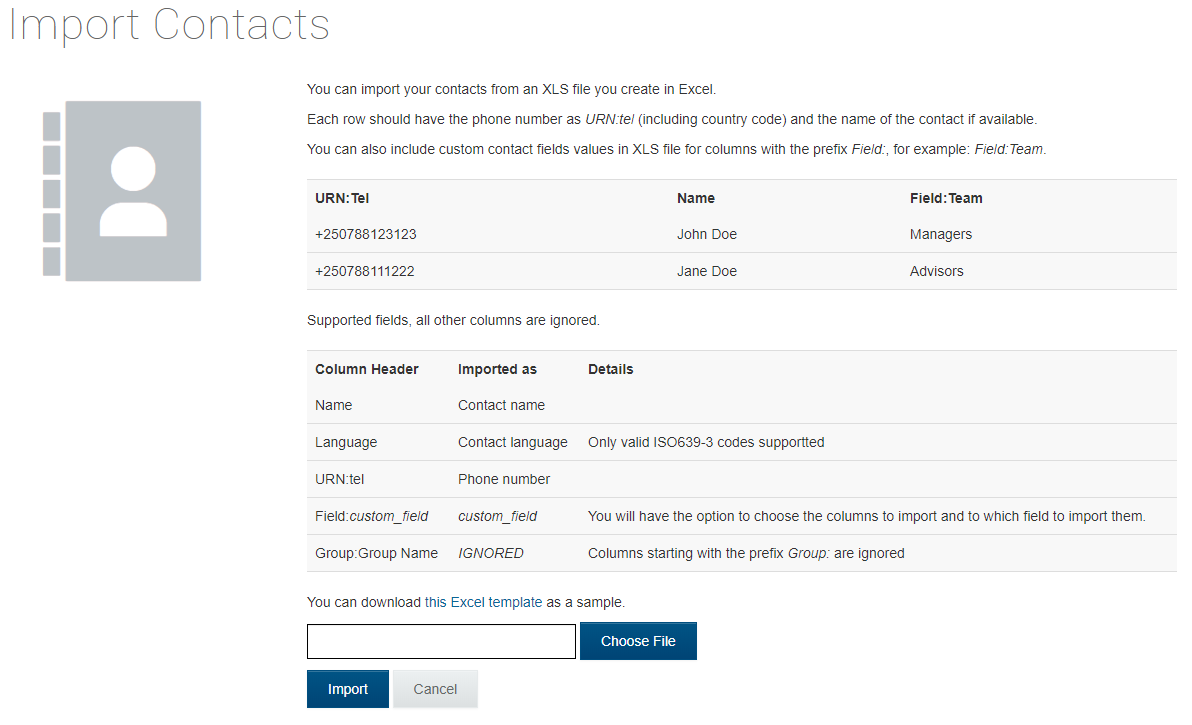 Import Contacts
You can import your contacts from an XLS file you create in Excel.
Each row should have the phone number as URN:tel (including country code) and the name of the contact if available.
You can also include custom contact fields values in XLS file for columns with the prefix Field:, for example: Field:Team.
URN:Tel Name Field:Team
+250788123123 John Doe Managers
+250788111222 Jane Doe Advisors
Supported fields, all other columns are ignored.
Column Header Imported as Details
Name Contact name
Language Contact language Only valid ISO639-3 codes supportted
URN:tel Phone number
Field:custom_field custom_field You will have the option to choose the columns to import and to which field to import them.
Group:Group Name IGNORED Columns starting with the prefix Group: are ignored
You can download this Excel template as a sample.
Choose File
Import Cancel